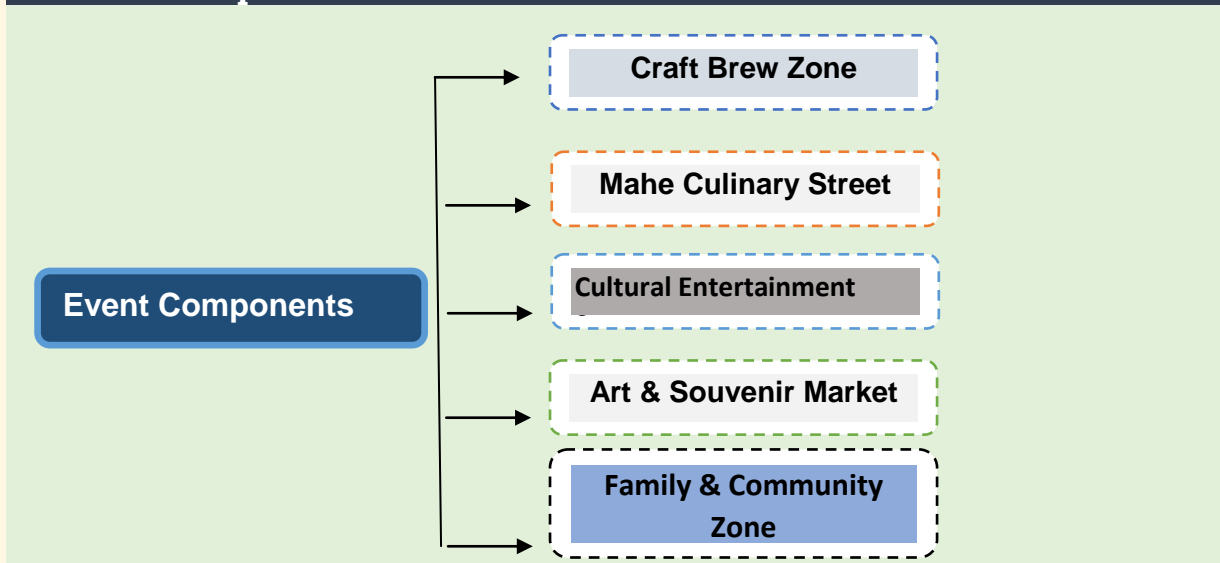 Craft Brew Zone
Mahe Culinary Street
Event Components
Cultural Entertainment
Art & Souvenir Market
Family & Community
Zone